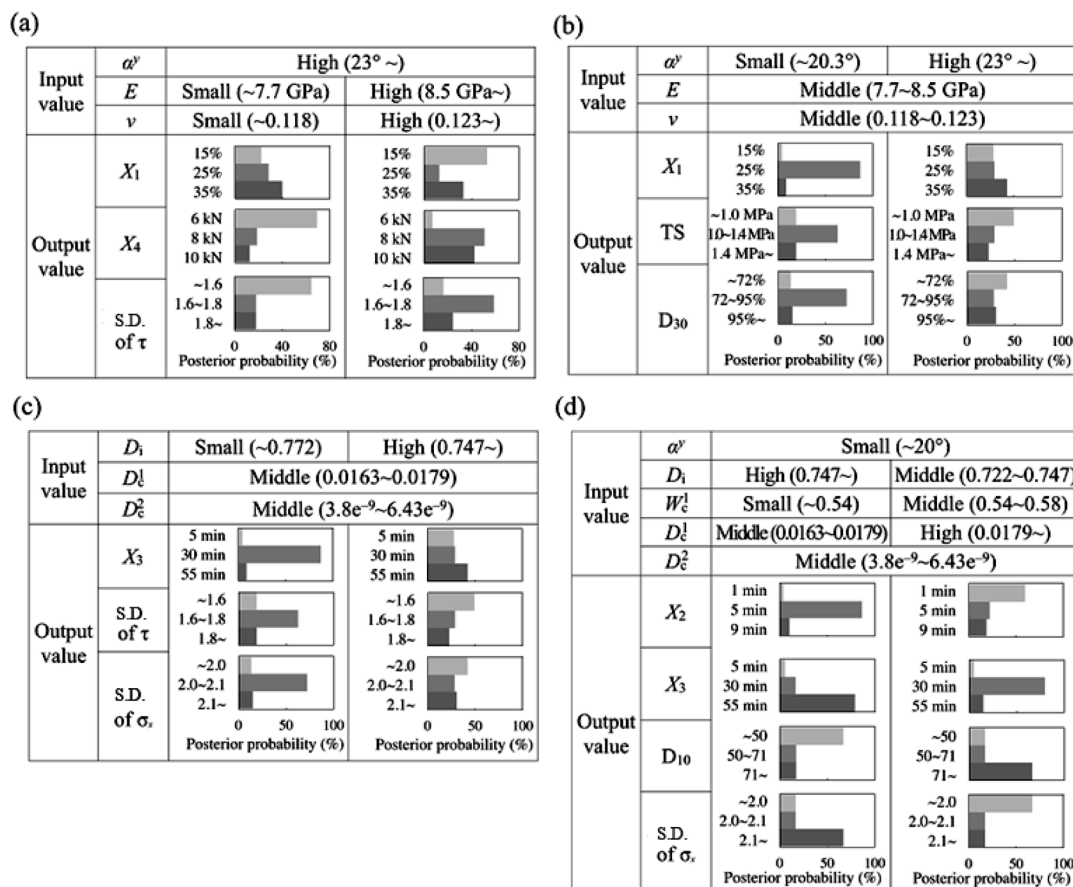 (a)
Input value
αʸ High (23° ~)
E Small (~7.7 GPa) High (8.5 GPa~)
ν Small (~0.118) High (0.123~)
Output value
X₁
15% 15%
25% 25%
35% 35%
X₄
6 kN 6 kN
8 kN 8 kN
10 kN 10 kN
S.D. of τ
~1.6 ~1.6
1.6~1.8 1.6~1.8
1.8~ 1.8~
0 40 80 0 40 80
Posterior probability (%) Posterior probability (%)
(b)
Input value
αʸ Small (~20.3°) High (23° ~)
E Middle (7.7~8.5 GPa)
ν Middle (0.118~0.123)
Output value
X₁
15% 15%
25% 25%
35% 35%
TS
~1.0 MPa ~1.0 MPa
1.0~1.4 MPa 1.0~1.4 MPa
1.4 MPa~ 1.4 MPa~
D₃₀
~72% ~72%
72~95% 72~95%
95%~ 95%~
0 50 100 0 50 100
Posterior probability (%) Posterior probability (%)
(c)
Input value
Dᵢ Small (~0.772) High (0.747~)
D¹c Middle (0.0163~0.0179)
D²c Middle (3.8e⁻⁹~6.43e⁻⁹)
Output value
X₃
5 min 5 min
30 min 30 min
55 min 55 min
S.D. of τ
~1.6 ~1.6
1.6~1.8 1.6~1.8
1.8~ 1.8~
S.D. of σₓ
~2.0 ~2.0
2.0~2.1 2.0~2.1
2.1~ 2.1~
0 50 100 0 50 100
Posterior probability (%) Posterior probability (%)
(d)
Input value
αʸ Small (~20°)
Dᵢ High (0.747~) Middle (0.722~0.747)
W¹c Small (~0.54) Middle (0.54~0.58)
D¹c Middle (0.0163~0.0179) High (0.0179~)
D²c Middle (3.8e⁻⁹~6.43e⁻⁹)
Output value
X₂
1 min 1 min
5 min 5 min
9 min 9 min
X₃
5 min 5 min
30 min 30 min
55 min 55 min
D₁₀
~50 ~50
50~71 50~71
71~ 71~
S.D. of σₓ
~2.0 ~2.0
2.0~2.1 2.0~2.1
2.1~ 2.1~
0 50 100 0 50 100
Posterior probability (%) Posterior probability (%)